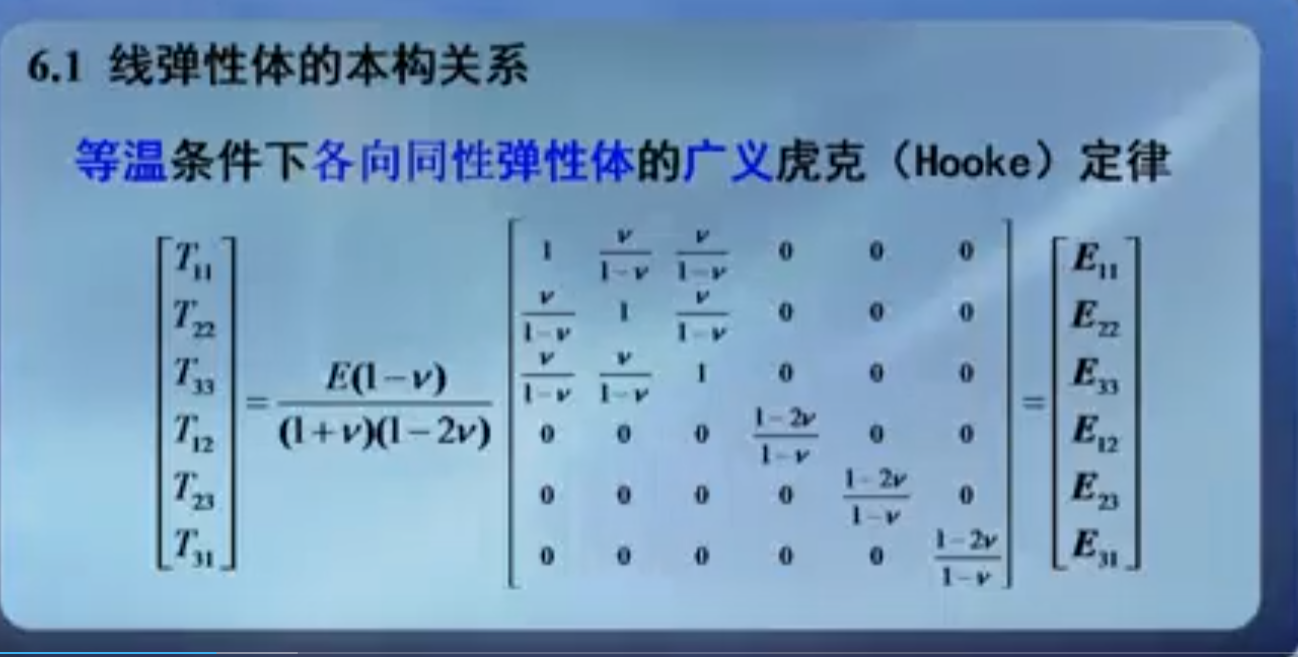 6.1 线弹性体的本构关系
等温条件下各向同性弹性体的广义虎克（Hooke）定律
$$\begin{bmatrix} T_{11} \\ T_{22} \\ T_{33} \\ T_{12} \\ T_{23} \\ T_{31} \end{bmatrix} = \frac{E(1-\nu)}{(1+\nu)(1-2\nu)} \begin{bmatrix} 1 & \frac{\nu}{1-\nu} & \frac{\nu}{1-\nu} & 0 & 0 & 0 \\ \frac{\nu}{1-\nu} & 1 & \frac{\nu}{1-\nu} & 0 & 0 & 0 \\ \frac{\nu}{1-\nu} & \frac{\nu}{1-\nu} & 1 & 0 & 0 & 0 \\ 0 & 0 & 0 & \frac{1-2\nu}{1-\nu} & 0 & 0 \\ 0 & 0 & 0 & 0 & \frac{1-2\nu}{1-\nu} & 0 \\ 0 & 0 & 0 & 0 & 0 & \frac{1-2\nu}{1-\nu} \end{bmatrix} = \begin{bmatrix} E_{11} \\ E_{22} \\ E_{33} \\ E_{12} \\ E_{23} \\ E_{31} \end{bmatrix}$$